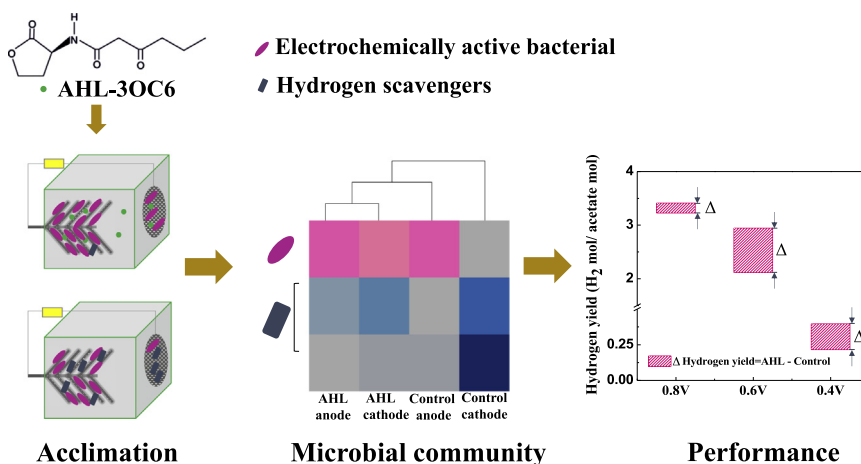 O
O
H
N
O
O
AHL-3OC6
Electrochemically active bacterial
Hydrogen scavengers
AHL anode
AHL cathode
Control anode
Control cathode
Hydrogen yield (H2 mol/ acetate mol)
4
3
2
0.25
0.00
Δ
Δ
Δ
Δ Hydrogen yield=AHL - Control
0.8V
0.6V
0.4V
Acclimation
Microbial community
Performance